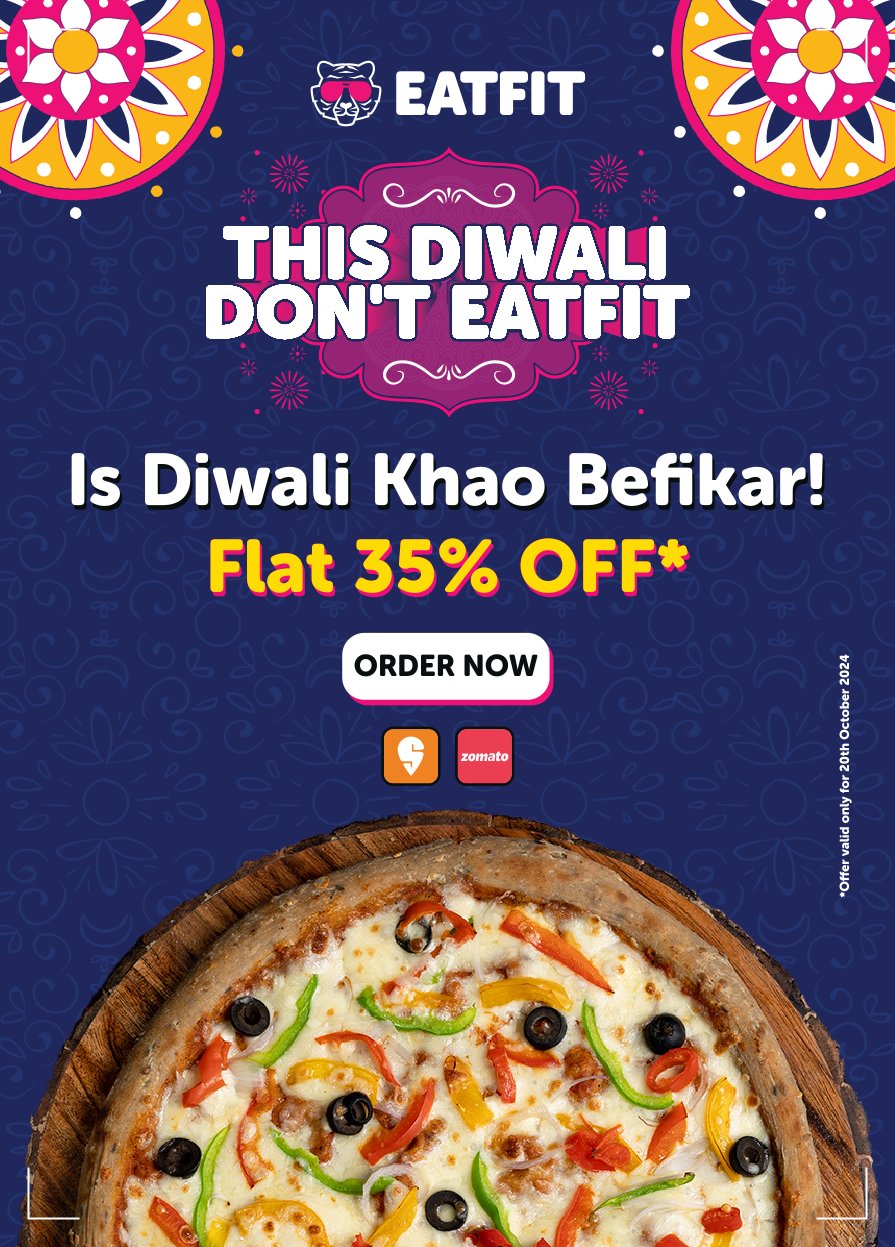 EATFIT
THIS DIWALI
DON'T EATFIT
Is Diwali Khao Befikar!
Flat 35% OFF*
ORDER NOW
zomato
*Offer valid only for 20th October 2024